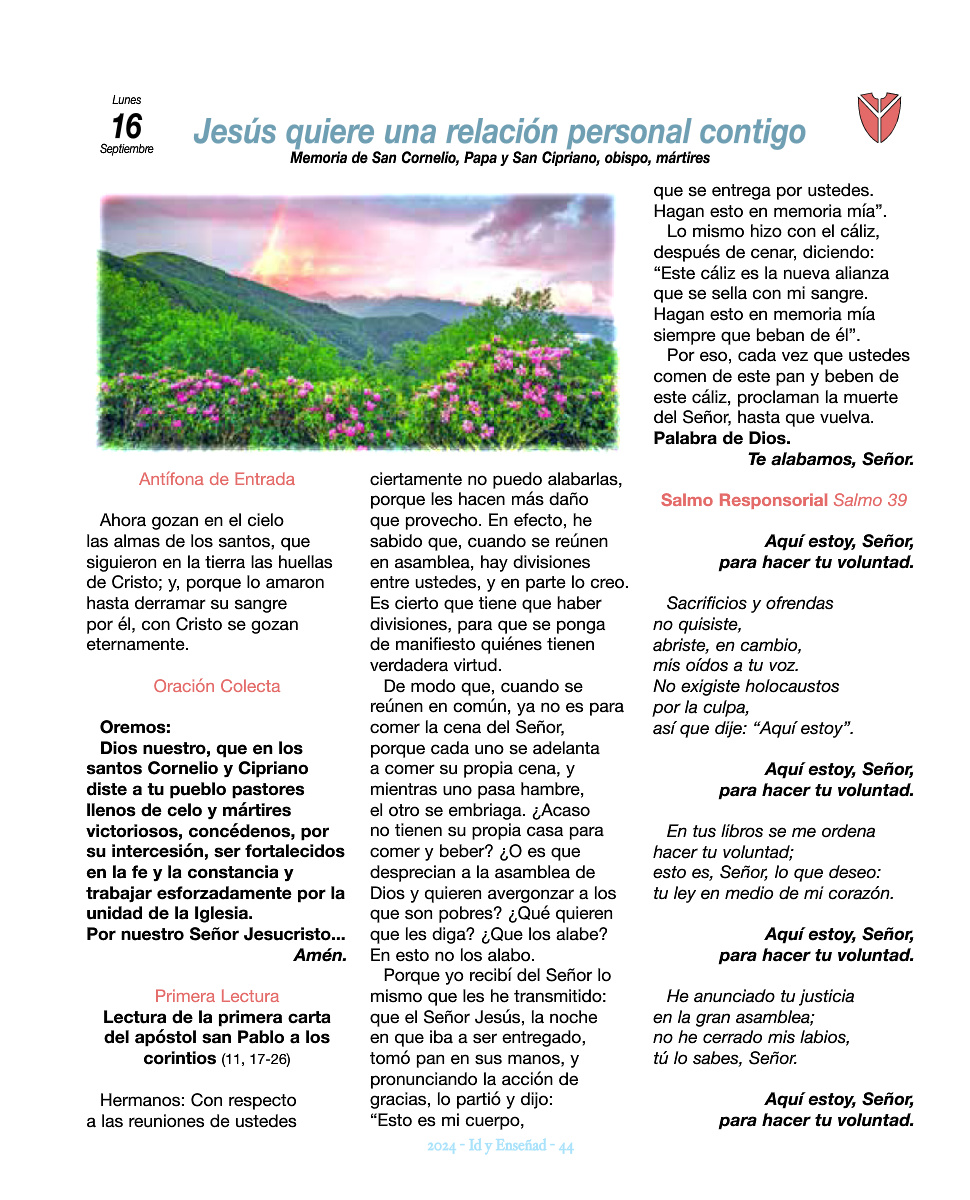 Lunes
16
Septiembre
Jesús quiere una relación personal contigo
Memoria de San Cornelio, Papa y San Cipriano, obispo, mártires
Antífona de Entrada
Ahora gozan en el cielo
las almas de los santos, que
siguieron en la tierra las huellas
de Cristo; y, porque lo amaron
hasta derramar su sangre
por él, con Cristo se gozan
eternamente.
Oración Colecta
Oremos:
Dios nuestro, que en los
santos Cornelio y Cipriano
diste a tu pueblo pastores
llenos de celo y mártires
victoriosos, concédenos, por
su intercesión, ser fortalecidos
en la fe y la constancia y
trabajar esforzadamente por la
unidad de la Iglesia.
Por nuestro Señor Jesucristo...
Amén.
Primera Lectura
Lectura de la primera carta
del apóstol san Pablo a los
corintios (11, 17-26)
Hermanos: Con respecto
a las reuniones de ustedes
ciertamente no puedo alabarlas,
porque les hacen más daño
que provecho. En efecto, he
sabido que, cuando se reúnen
en asamblea, hay divisiones
entre ustedes, y en parte lo creo.
Es cierto que tiene que haber
divisiones, para que se ponga
de manifiesto quiénes tienen
verdadera virtud.
De modo que, cuando se
reúnen en común, ya no es para
comer la cena del Señor,
porque cada uno se adelanta
a comer su propia cena, y
mientras uno pasa hambre,
el otro se embriaga. ¿Acaso
no tienen su propia casa para
comer y beber? ¿O es que
desprecian a la asamblea de
Dios y quieren avergonzar a los
que son pobres? ¿Qué quieren
que les diga? ¿Que los alabe?
En esto no los alabo.
Porque yo recibí del Señor lo
mismo que les he transmitido:
que el Señor Jesús, la noche
en que iba a ser entregado,
tomó pan en sus manos, y
pronunciando la acción de
gracias, lo partió y dijo:
“Esto es mi cuerpo,
que se entrega por ustedes.
Hagan esto en memoria mía”.
Lo mismo hizo con el cáliz,
después de cenar, diciendo:
“Este cáliz es la nueva alianza
que se sella con mi sangre.
Hagan esto en memoria mía
siempre que beban de él”.
Por eso, cada vez que ustedes
comen de este pan y beben de
este cáliz, proclaman la muerte
del Señor, hasta que vuelva.
Palabra de Dios.
Te alabamos, Señor.
Salmo Responsorial Salmo 39
Aquí estoy, Señor,
para hacer tu voluntad.
Sacrificios y ofrendas
no quisiste,
abriste, en cambio,
mis oídos a tu voz.
No exigiste holocaustos
por la culpa,
así que dije: “Aquí estoy”.
Aquí estoy, Señor,
para hacer tu voluntad.
En tus libros se me ordena
hacer tu voluntad;
esto es, Señor, lo que deseo:
tu ley en medio de mi corazón.
Aquí estoy, Señor,
para hacer tu voluntad.
He anunciado tu justicia
en la gran asamblea;
no he cerrado mis labios,
tú lo sabes, Señor.
Aquí estoy, Señor,
para hacer tu voluntad.
2024 - Id y Enseñad - 44